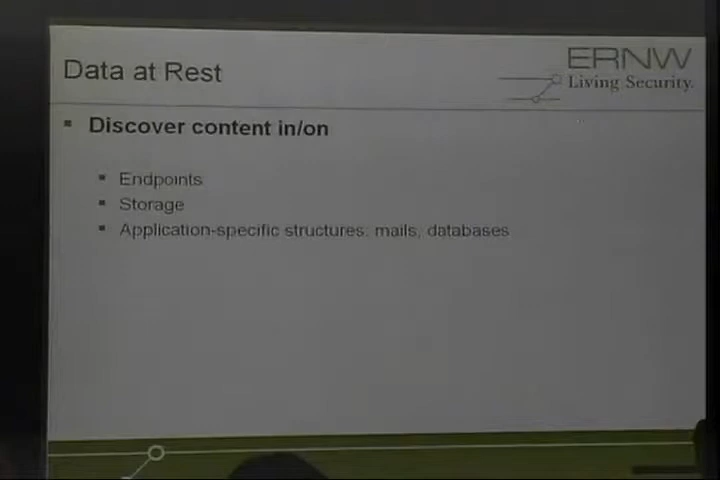 Data at Rest
ERNW
Living Security.
Discover content in/on
Endpoints
Storage
Application-specific structures: mails, databases